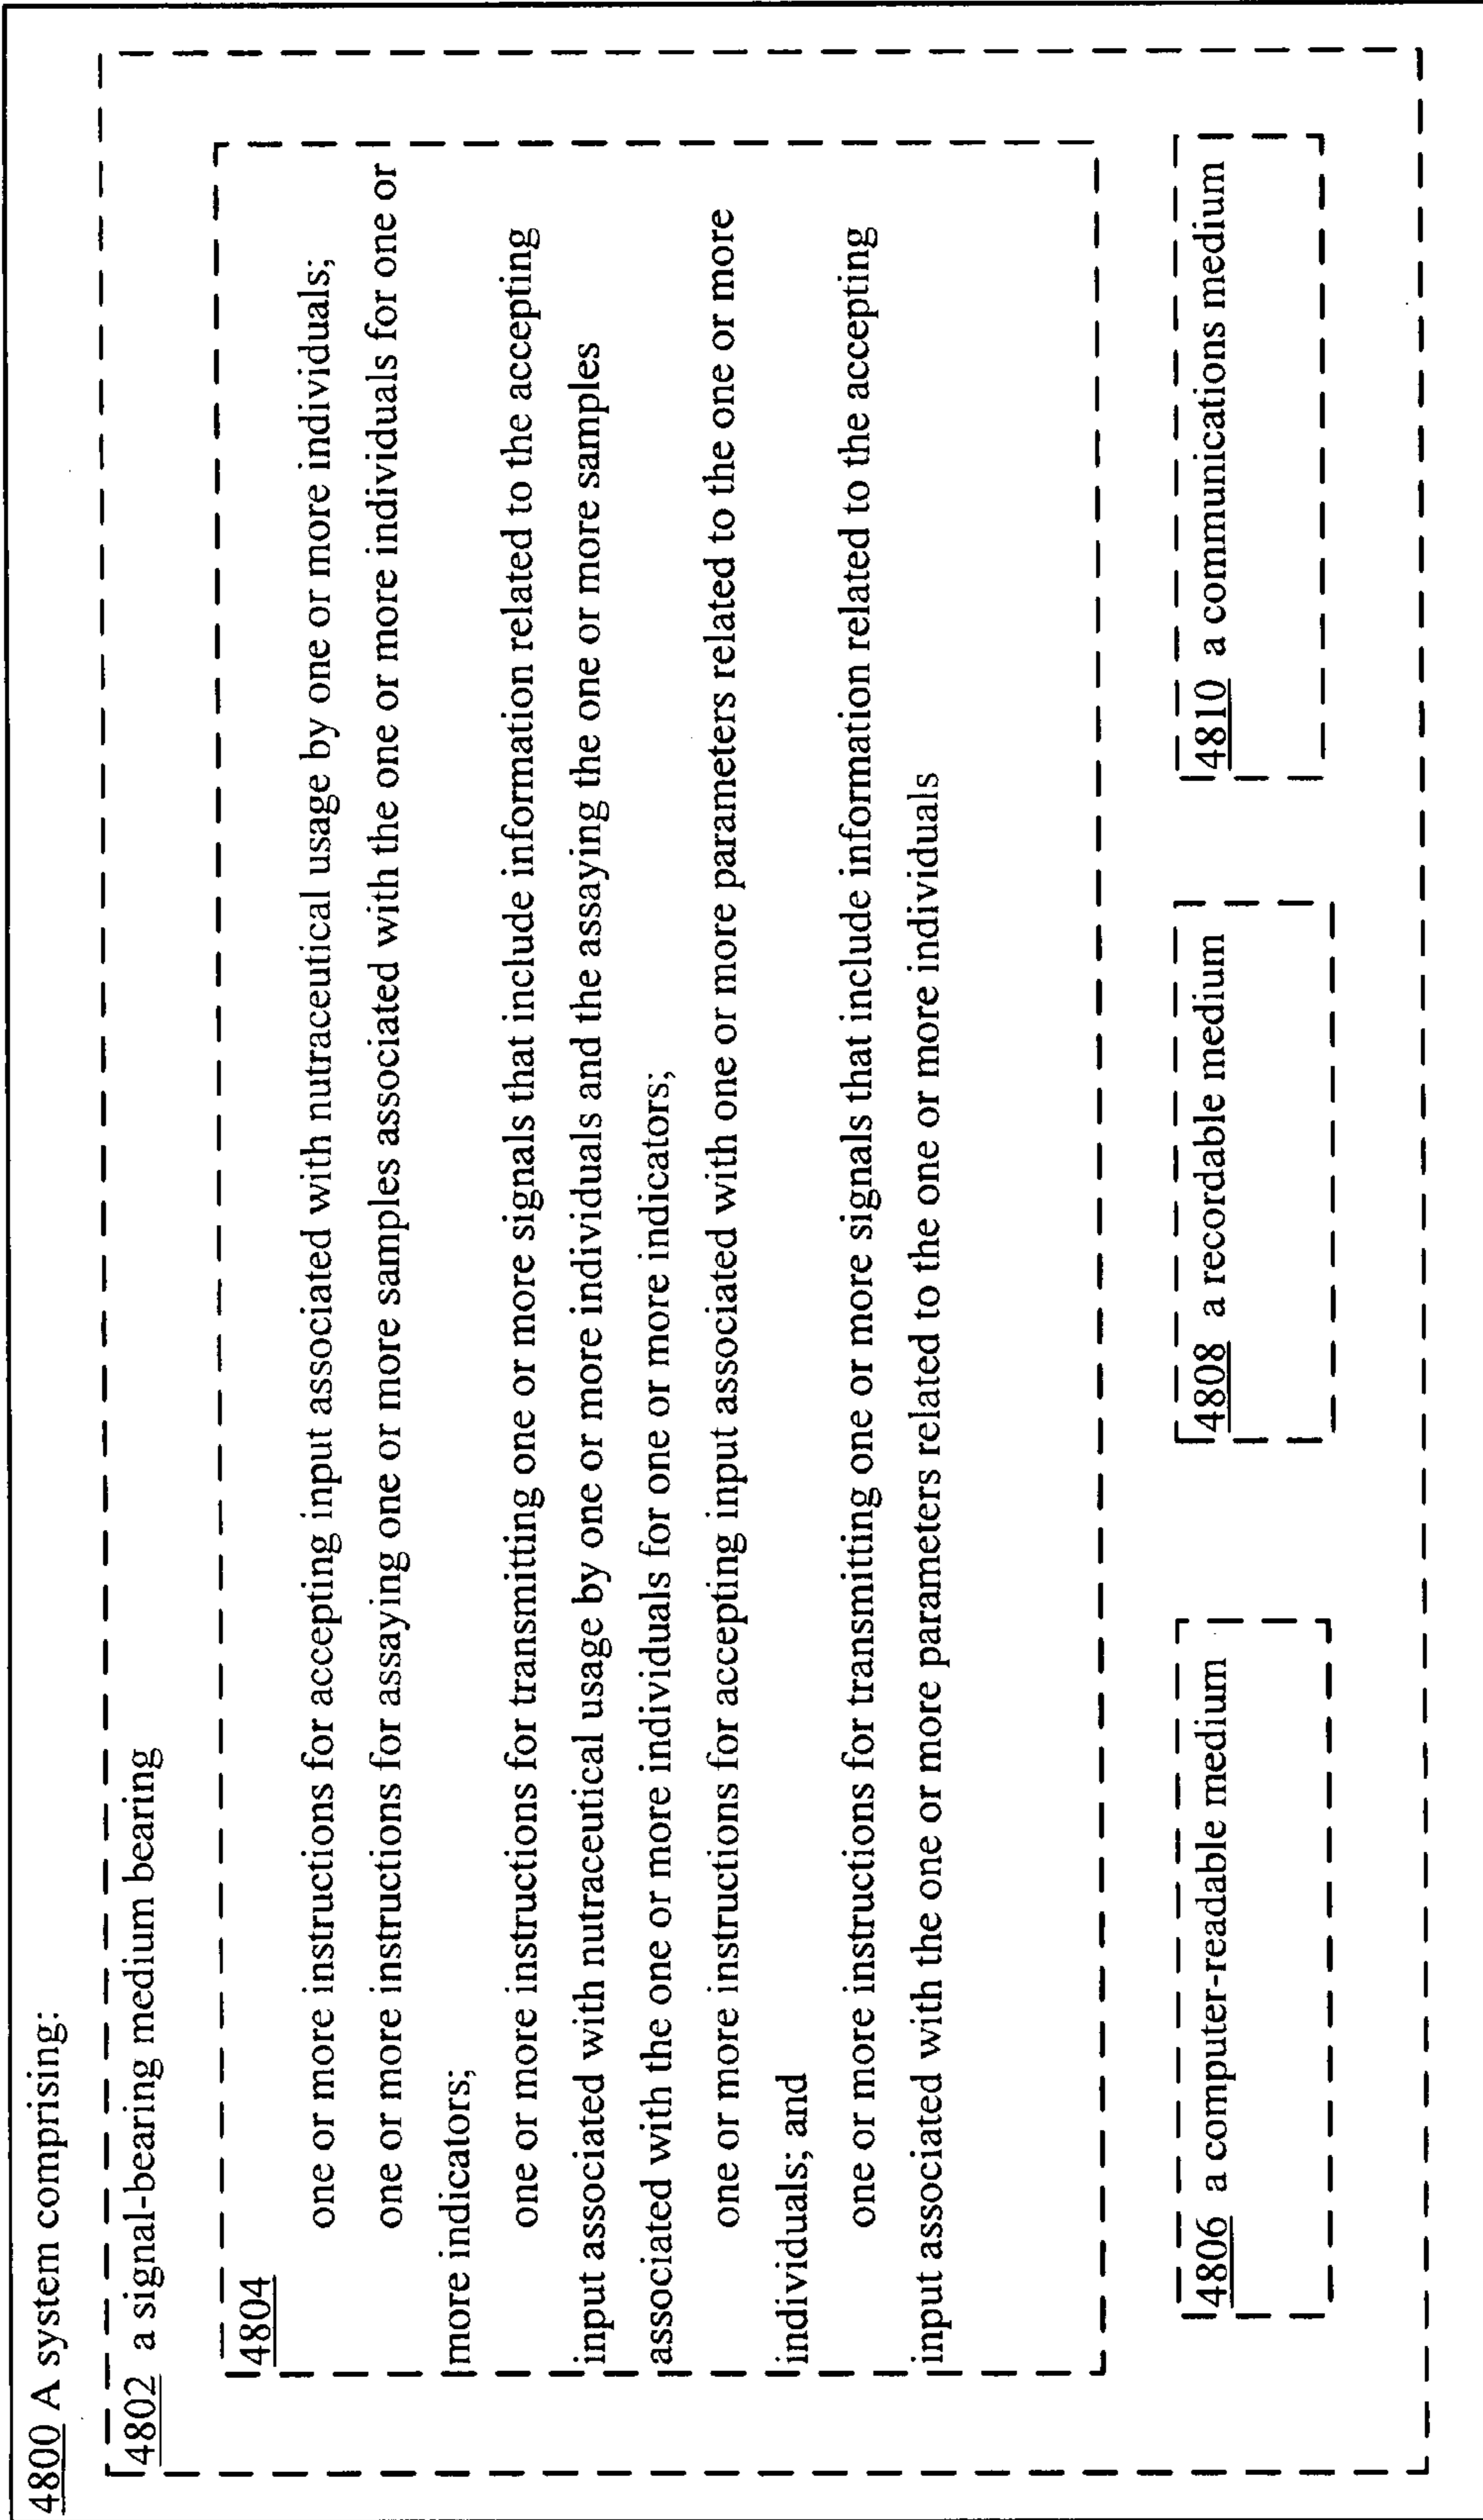 4800 A system comprising:
4802 a signal-bearing medium bearing
4804
one or more instructions for accepting input associated with nutraceutical usage by one or more individuals;
one or more instructions for assaying one or more samples associated with the one or more individuals for one or
more indicators;
one or more instructions for transmitting one or more signals that include information related to the accepting
input associated with nutraceutical usage by one or more individuals and the assaying the one or more samples
associated with the one or more individuals for one or more indicators;
one or more instructions for accepting input associated with one or more parameters related to the one or more
individuals; and
one or more instructions for transmitting one or more signals that include information related to the accepting
input associated with the one or more parameters related to the one or more individuals
4806 a computer-readable medium
4808 a recordable medium
4810 a communications medium